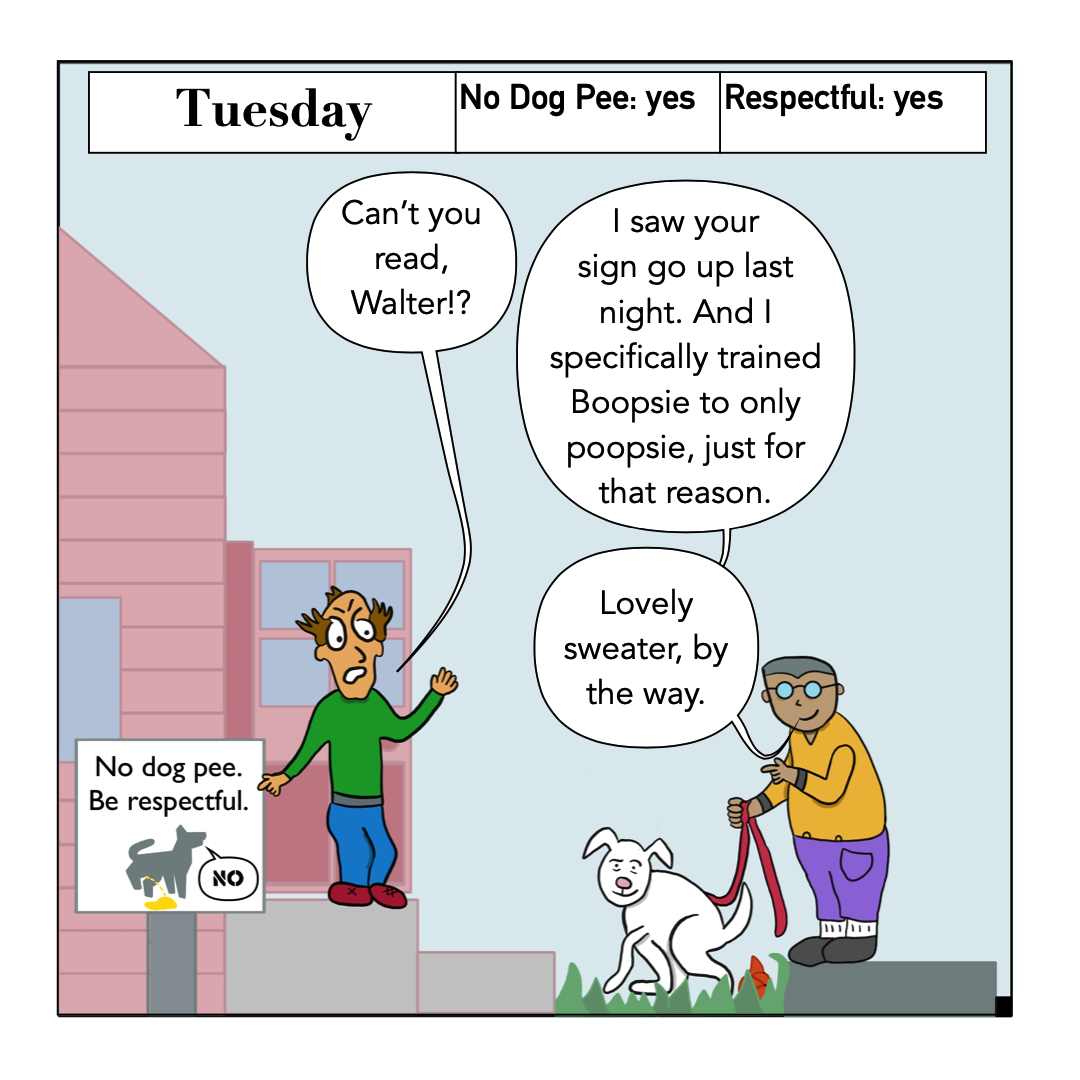 Tuesday
No Dog Pee: yes
Respectful: yes
Can't you
read,
Walter!?
I saw your
sign go up last
night. And I
specifically trained
Boopsie to only
poopsie, just for
that reason.
Lovely
sweater, by
the way.
No dog pee.
Be respectful.
NO